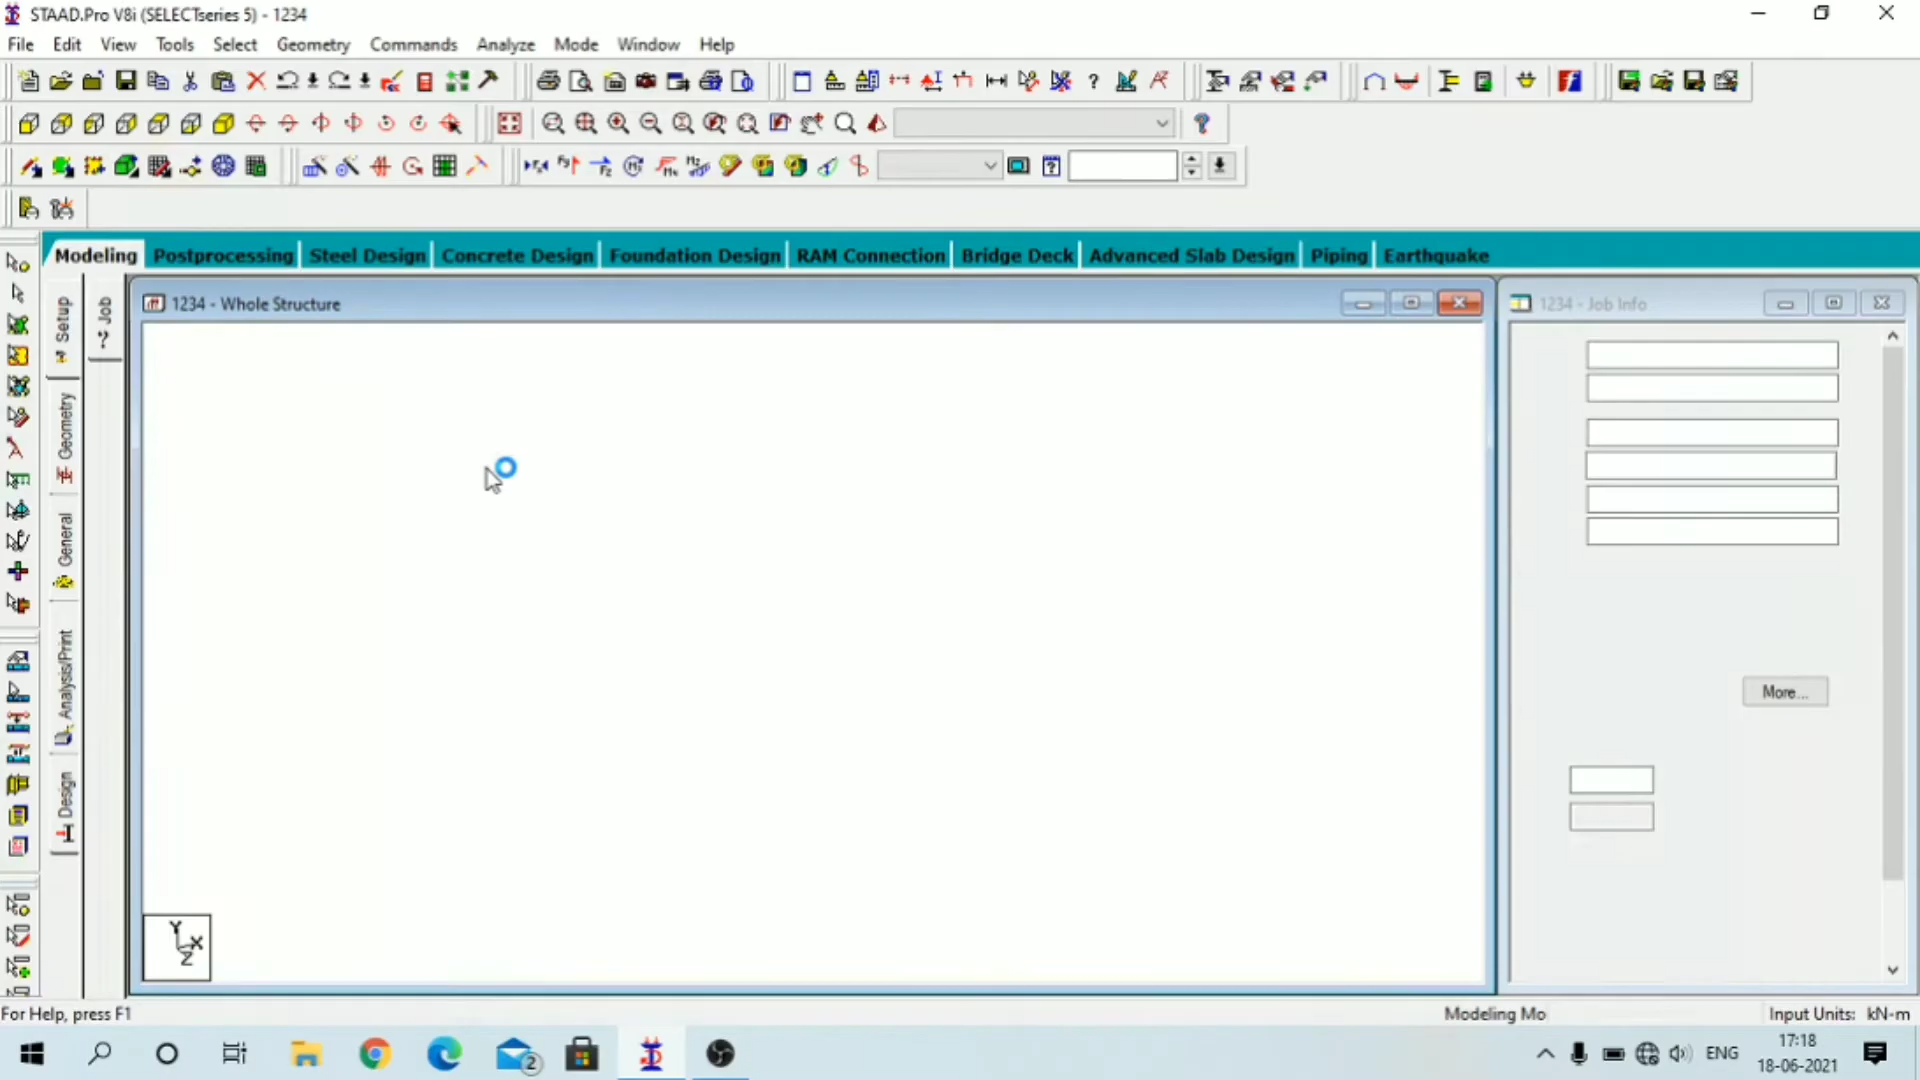 STAAD.Pro V8i (SELECTseries 5) - 1234
File Edit View Tools Select Geometry Commands Analyze Mode Window Help
Modeling Postprocessing Steel Design Concrete Design Foundation Design RAM Connection Bridge Deck Advanced Slab Design Piping Earthquake
Setup
Geometry
General
Analysis/Print
Design
? Job
1234 - Whole Structure
1234 - Job Info
More...
Y
X
Z
For Help, press F1
Modeling Mo
Input Units: kN-m
2
ENG
17:18
18-06-2021